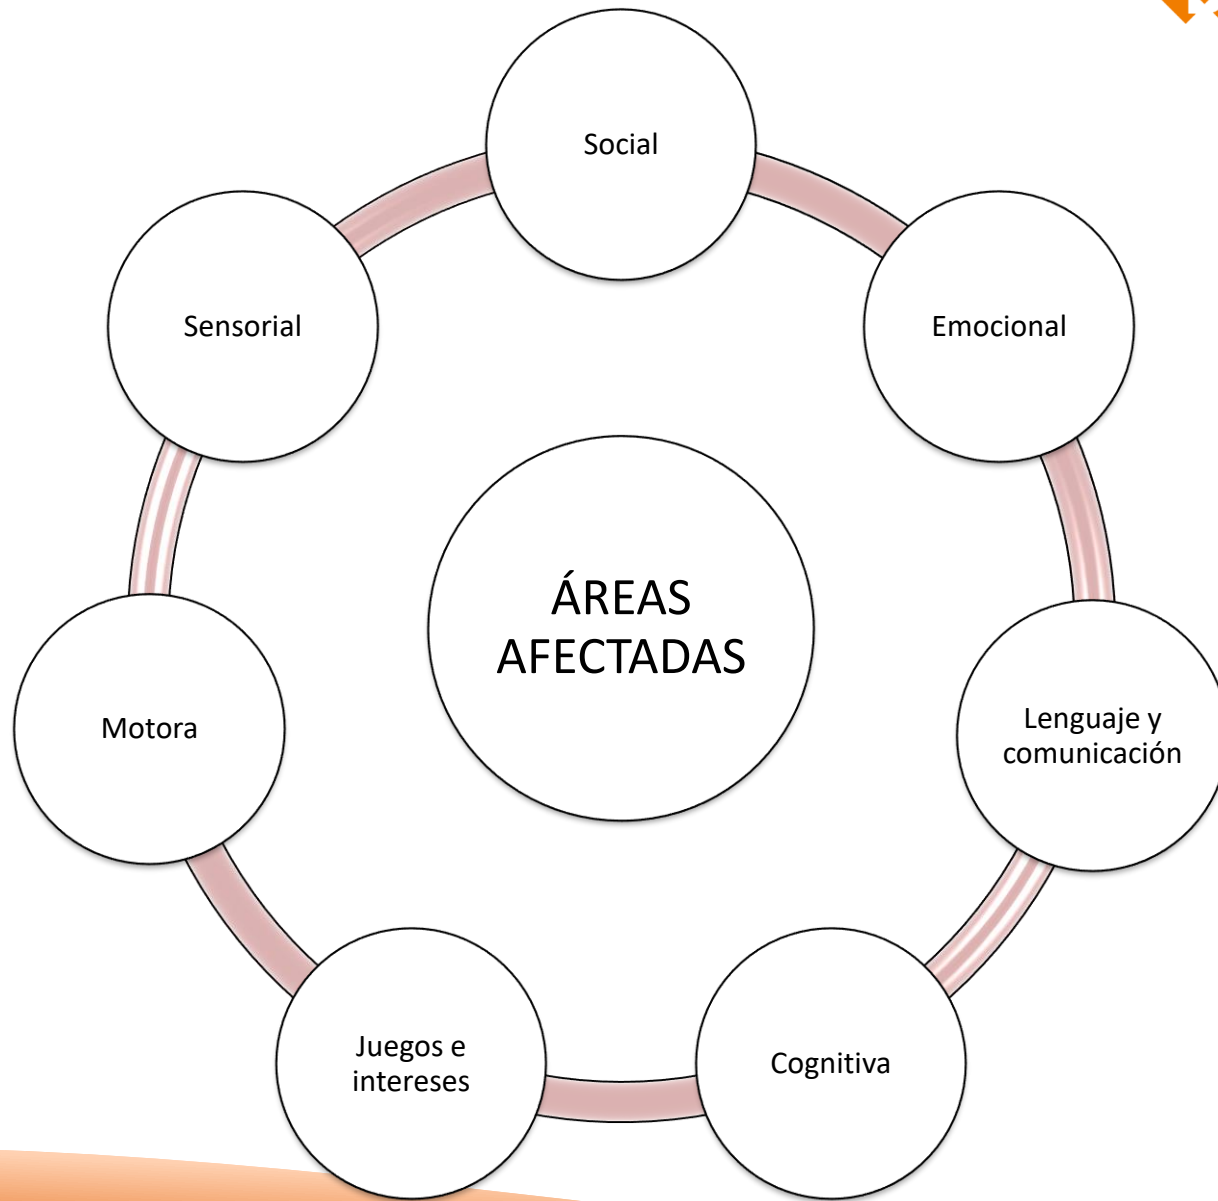 Social
Emocional
Lenguaje y
comunicación
Cognitiva
Juegos e
intereses
Motora
Sensorial
ÁREAS
AFECTADAS